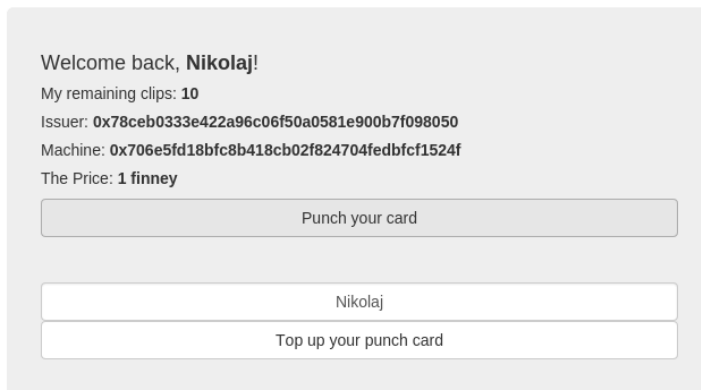 Welcome back, Nikolaj!
My remaining clips: 10
Issuer: 0x78ceb0333e422a96c06f50a0581e900b7f098050
Machine: 0x706e5fd18bfc8b418cb02f824704fedbfcf1524f
The Price: 1 finney
Punch your card
Nikolaj
Top up your punch card